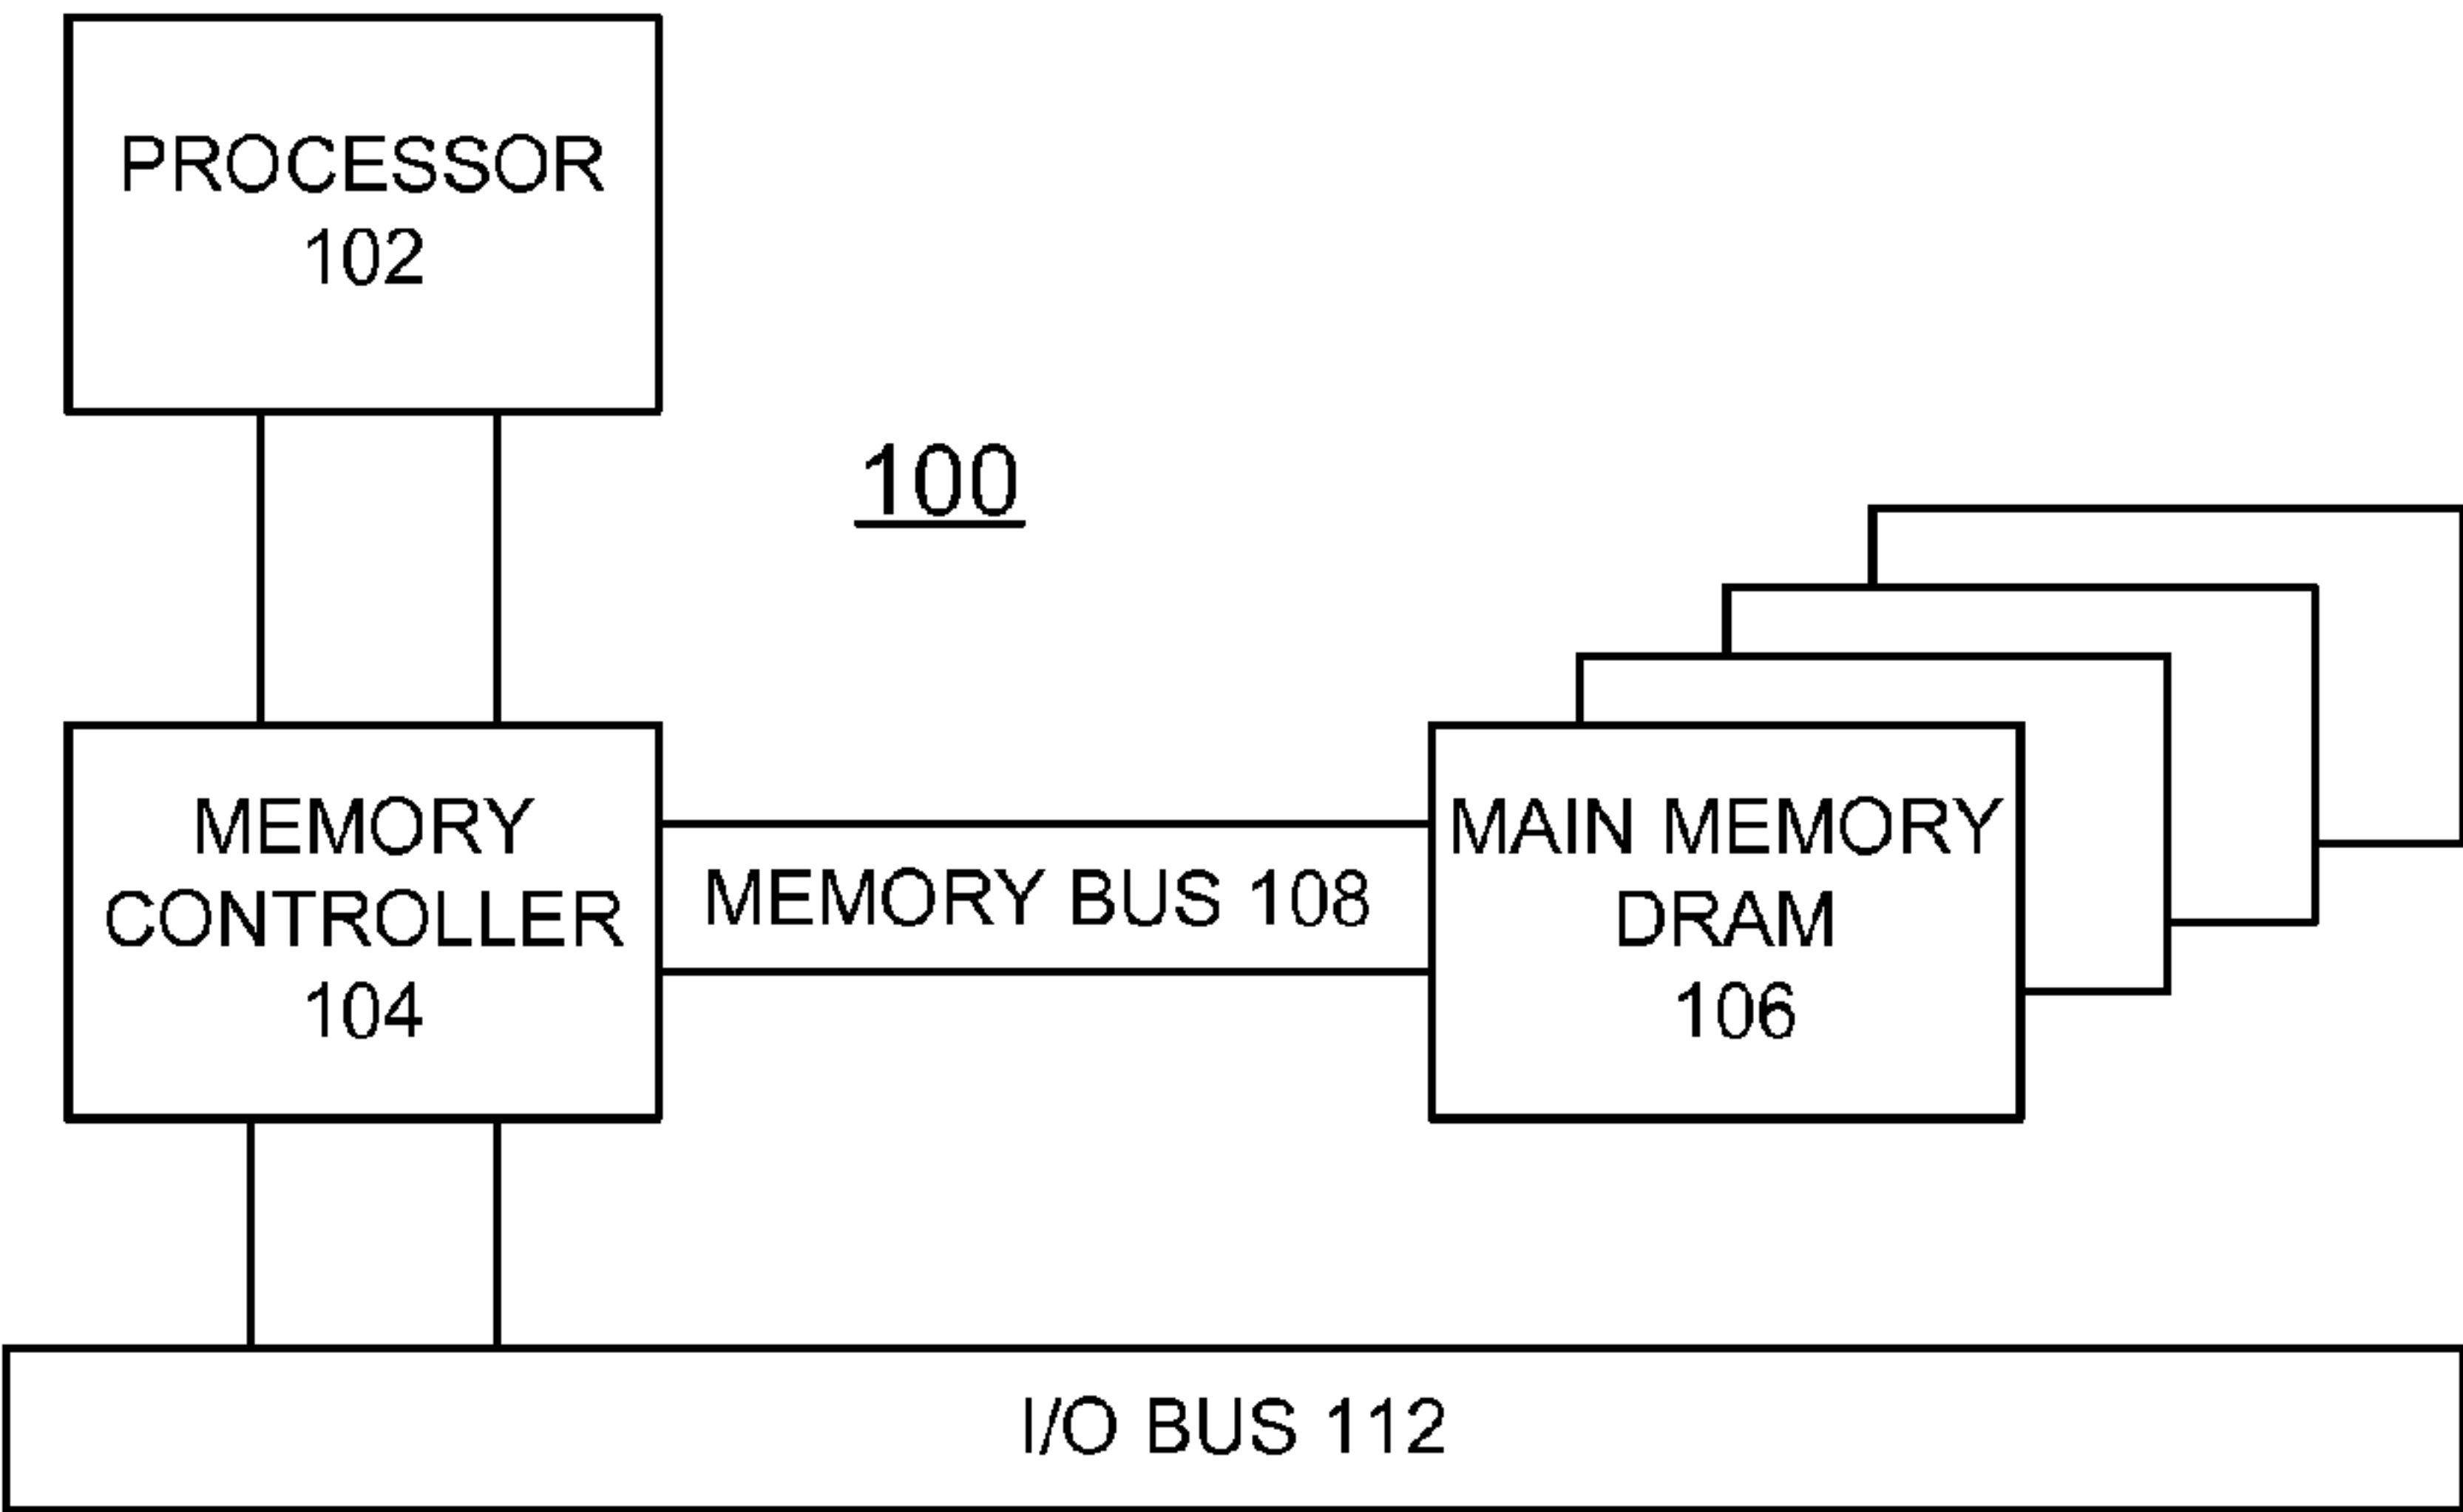 PROCESSOR
102
100
MEMORY
CONTROLLER
104
MEMORY BUS 108
MAIN MEMORY
DRAM
106
I/O BUS 112